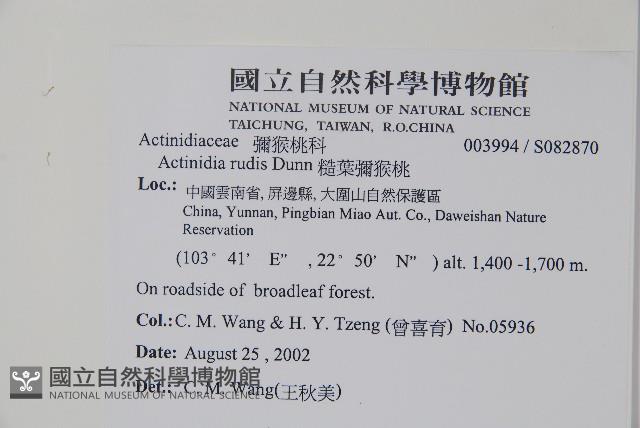 國立自然科學博物館
NATIONAL MUSEUM OF NATURAL SCIENCE
TAICHUNG, TAIWAN, R.O.CHINA
Actinidiaceae 彌猴桃科 003994 / S082870
Actinidia rudis Dunn 糙葉彌猴桃
Loc.: 中國雲南省, 屏邊縣, 大圍山自然保護區
China, Yunnan, Pingbian Miao Aut. Co., Daweishan Nature
Reservation
(103° 41' E" , 22° 50' N" ) alt. 1,400 -1,700 m.
On roadside of broadleaf forest.
Col.: C. M. Wang & H. Y. Tzeng (曾喜育) No.05936
Date: August 25 , 2002
Det.: C. M. Wang(王秋美)
國立自然科學博物館
NATIONAL MUSEUM OF NATURAL SCIENCE